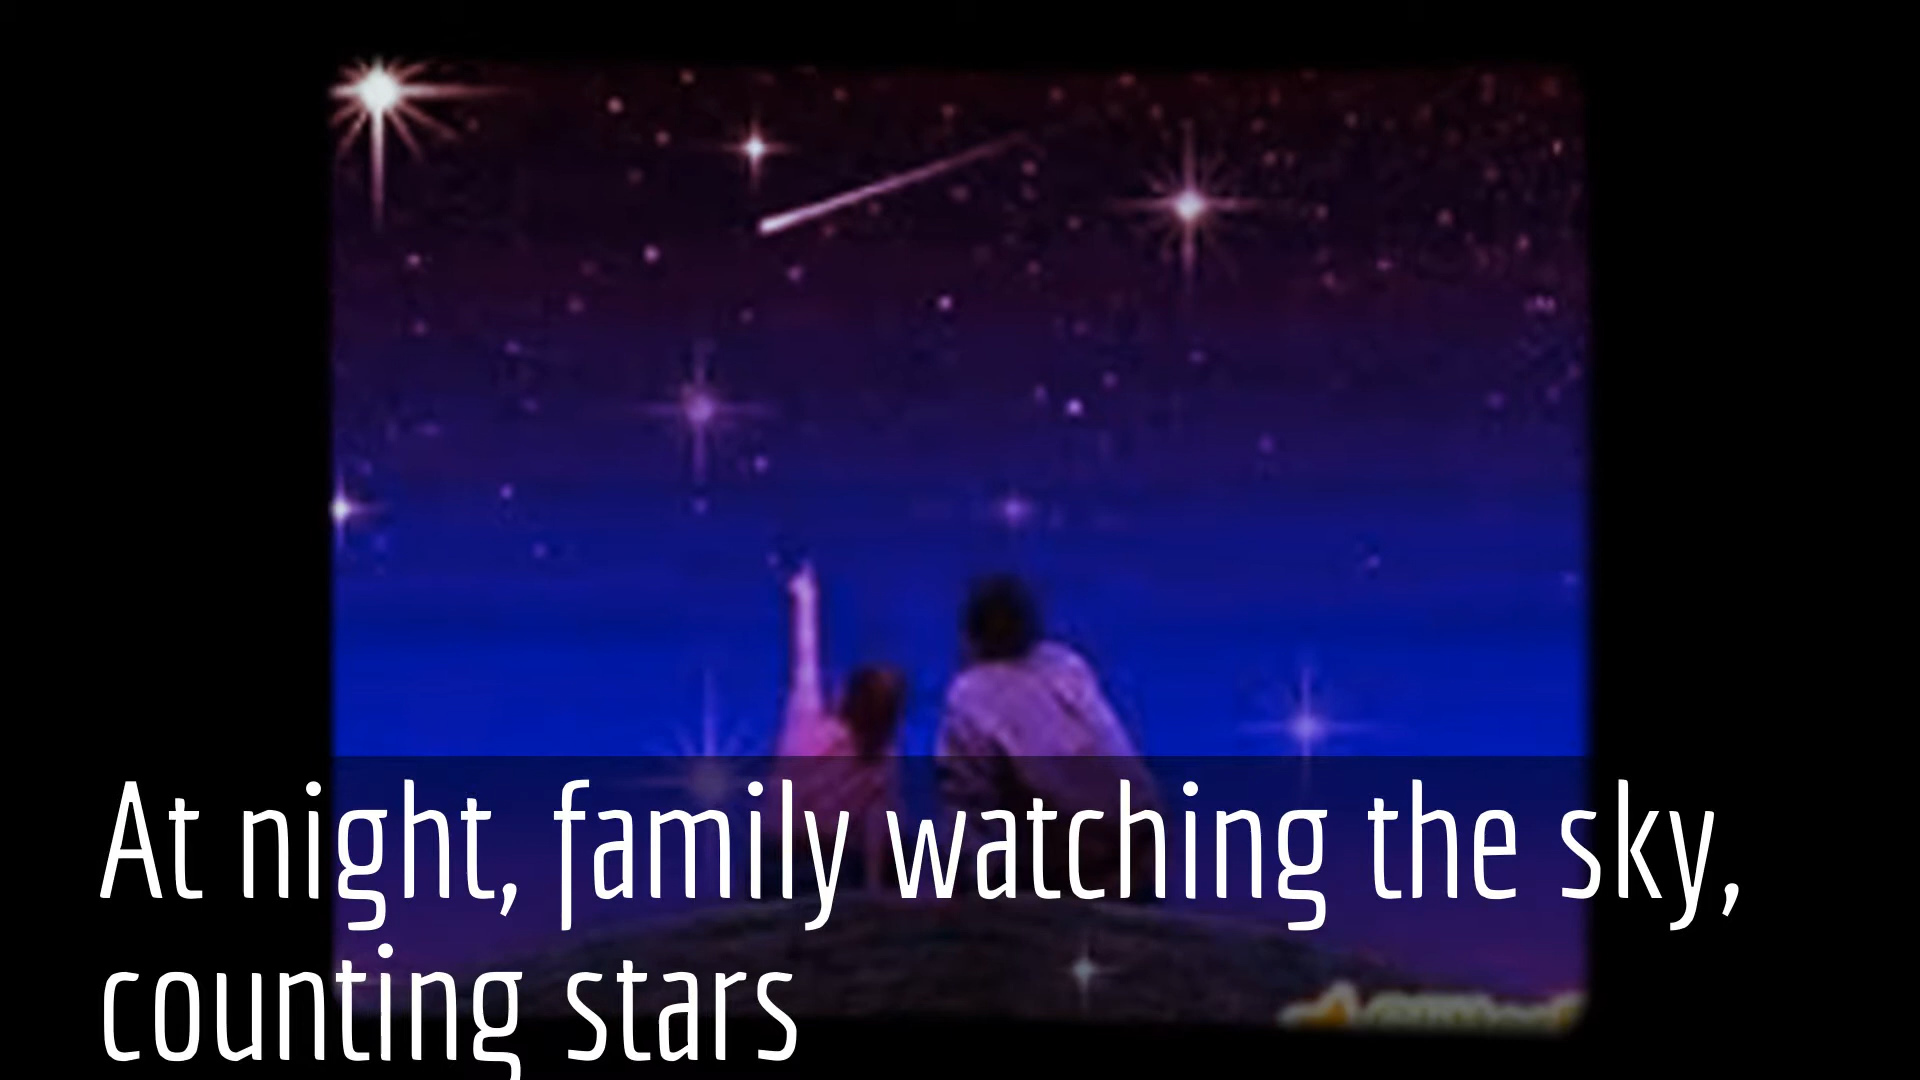 At night, family watching the sky,
counting stars